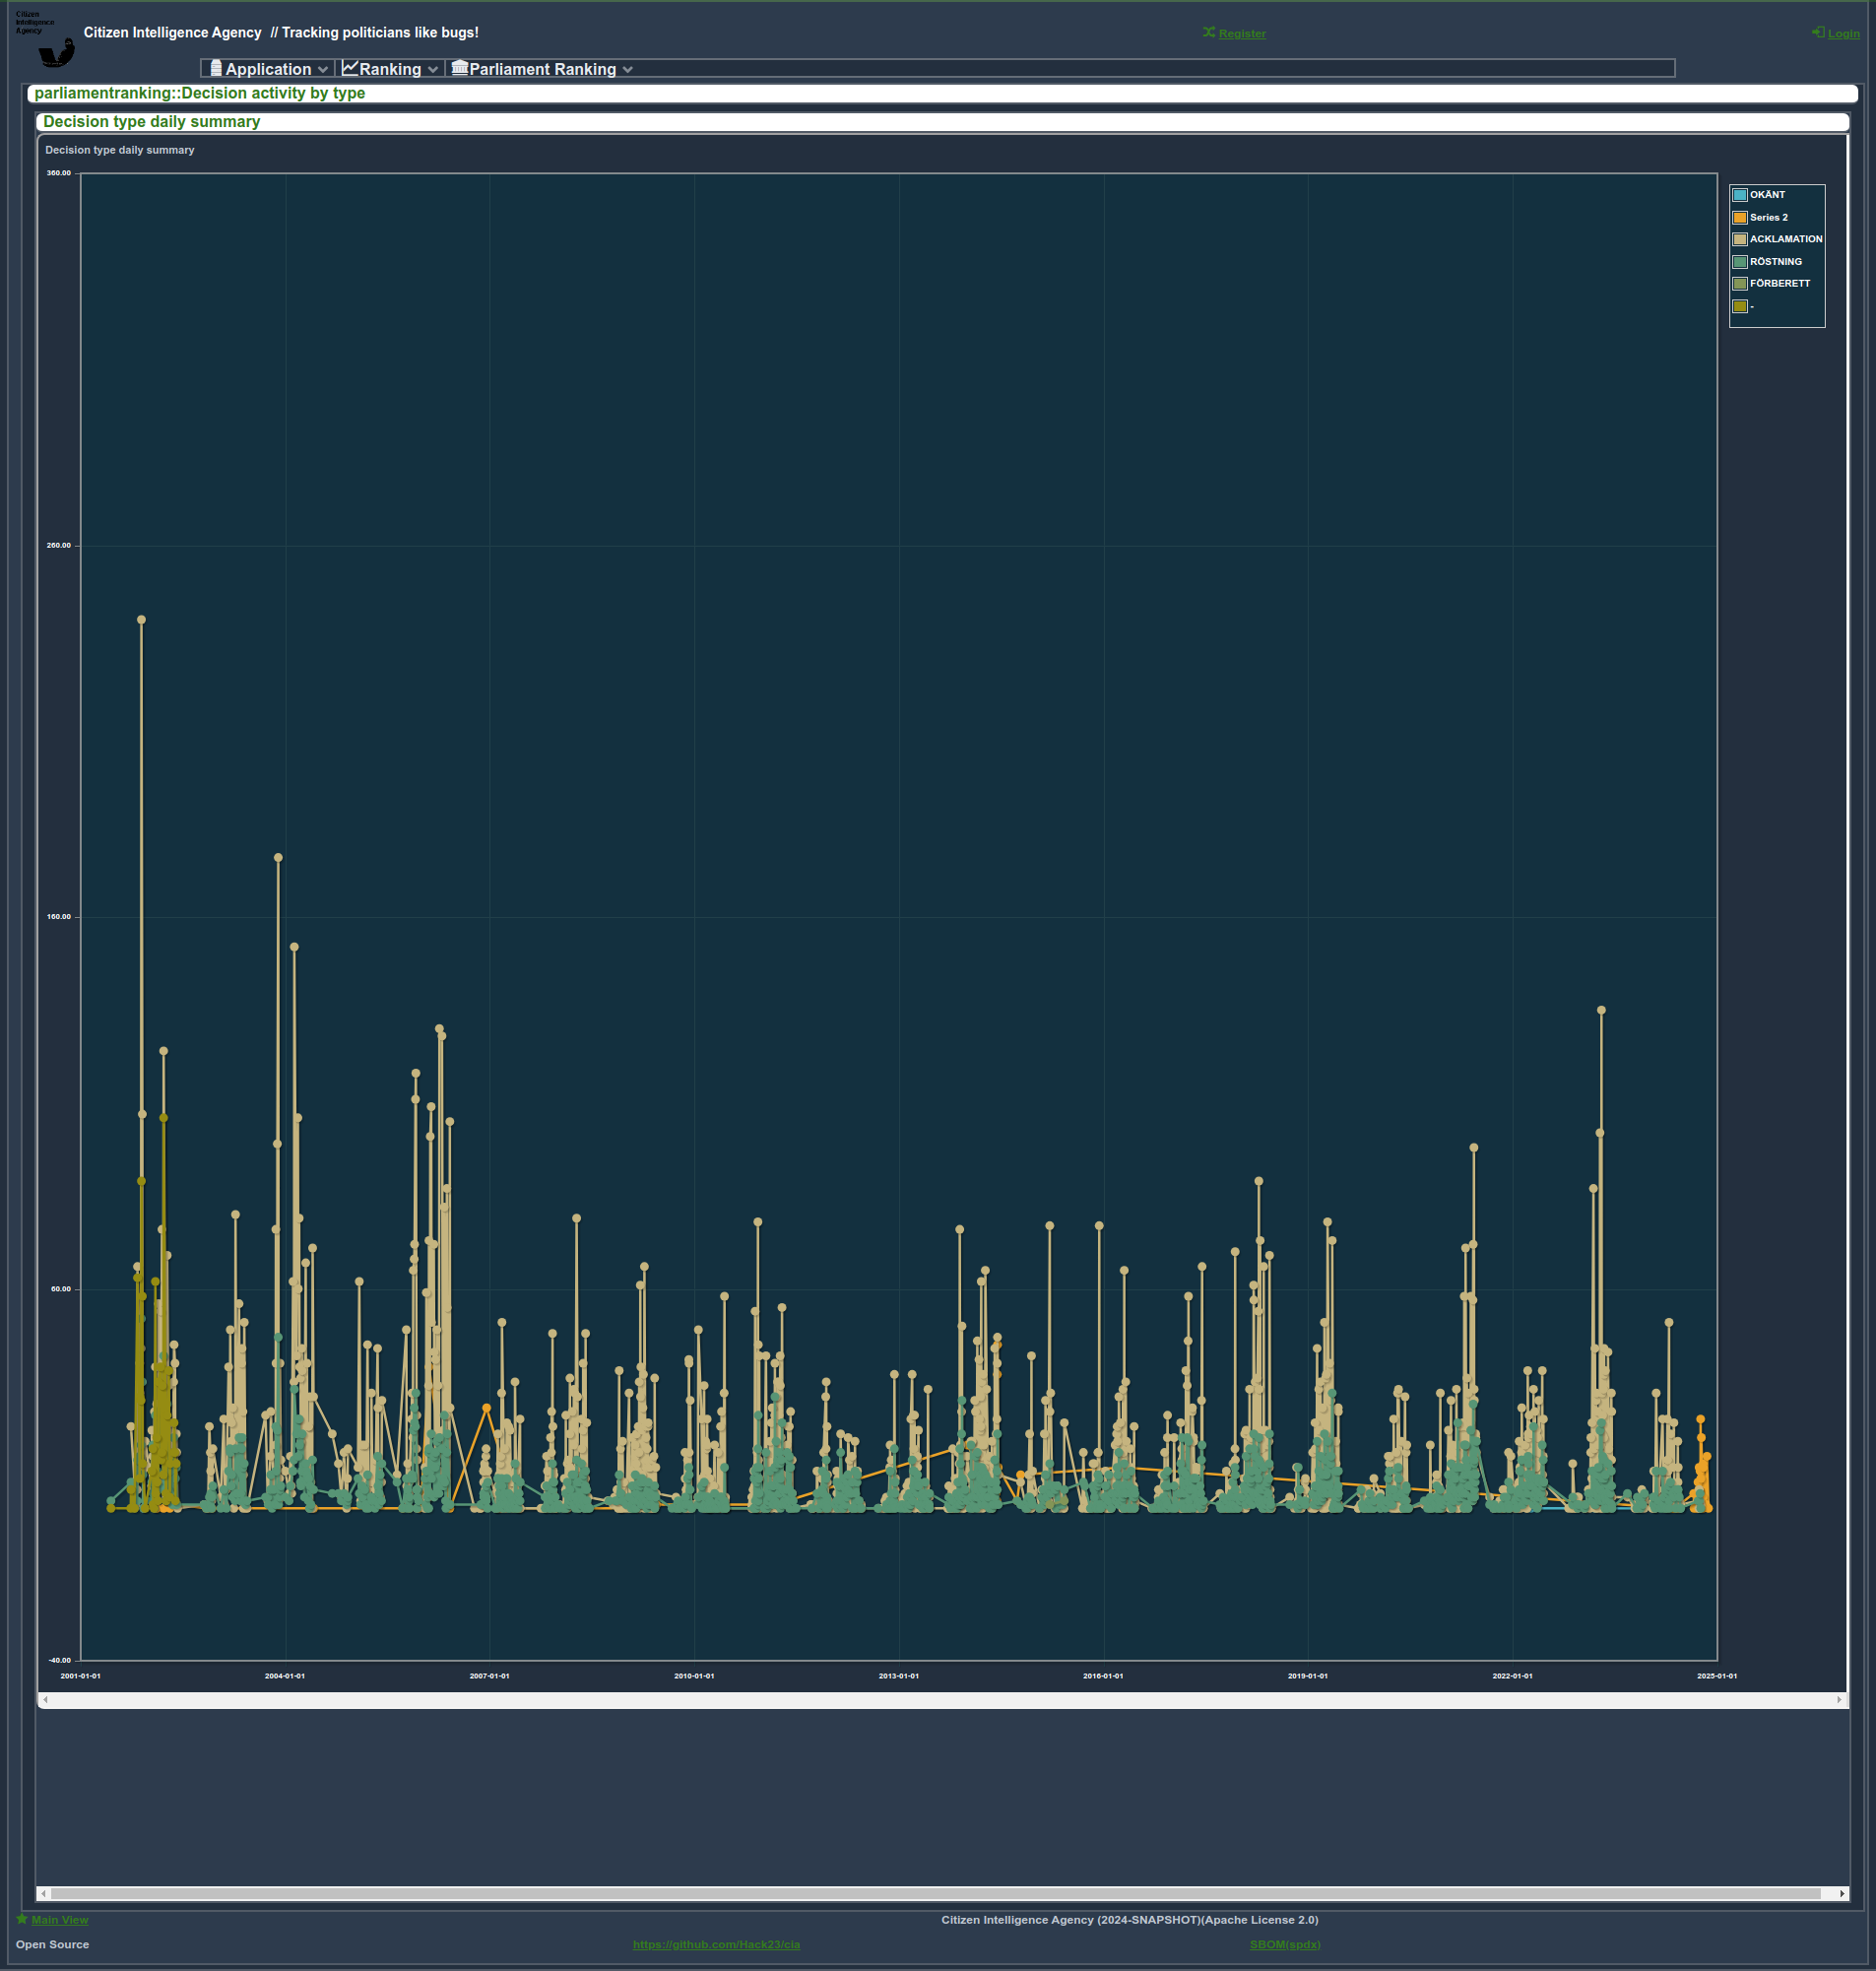 Citizen
Intelligence
Agency
Citizen Intelligence Agency // Tracking politicians like bugs!
Register
Login
Application
Ranking
Parliament Ranking
parliamentranking::Decision activity by type
Decision type daily summary
Decision type daily summary
360.00
260.00
160.00
60.00
-40.00
2001-01-01
2004-01-01
2007-01-01
2010-01-01
2013-01-01
2016-01-01
2019-01-01
2022-01-01
2025-01-01
OKÄNT
Series 2
ACKLAMATION
RÖSTNING
FÖRBERETT
-
Main View
Citizen Intelligence Agency (2024-SNAPSHOT)(Apache License 2.0)
Open Source
https://github.com/Hack23/cia
SBOM(spdx)